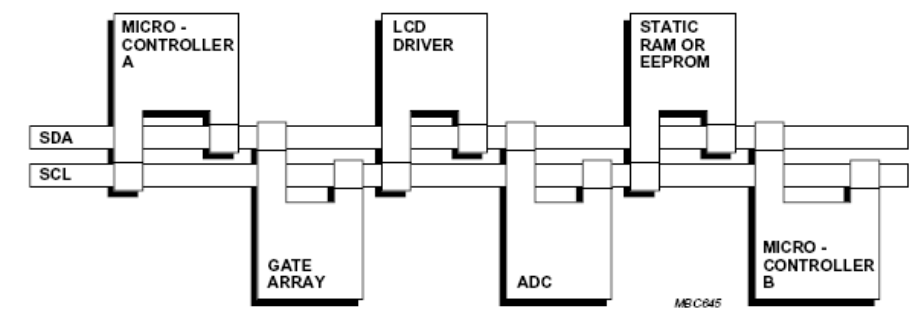 MICRO -
CONTROLLER
A
LCD
DRIVER
STATIC
RAM OR
EEPROM
SDA
SCL
GATE
ARRAY
ADC
MICRO -
CONTROLLER
B
MBC645